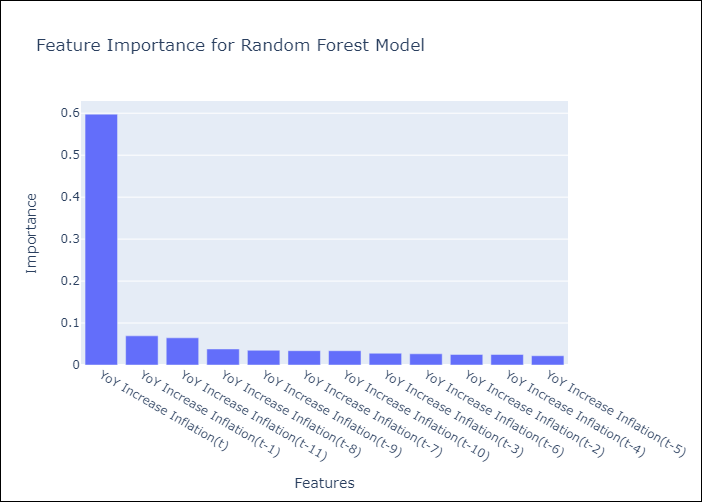 Feature Importance for Random Forest Model
Importance
0.6
0.5
0.4
0.3
0.2
0.1
0
YoY Increase Inflation(t)
YoY Increase Inflation(t-1)
YoY Increase Inflation(t-11)
YoY Increase Inflation(t-8)
YoY Increase Inflation(t-9)
YoY Increase Inflation(t-7)
YoY Increase Inflation(t-10)
YoY Increase Inflation(t-3)
YoY Increase Inflation(t-6)
YoY Increase Inflation(t-2)
YoY Increase Inflation(t-4)
YoY Increase Inflation(t-5)
Features